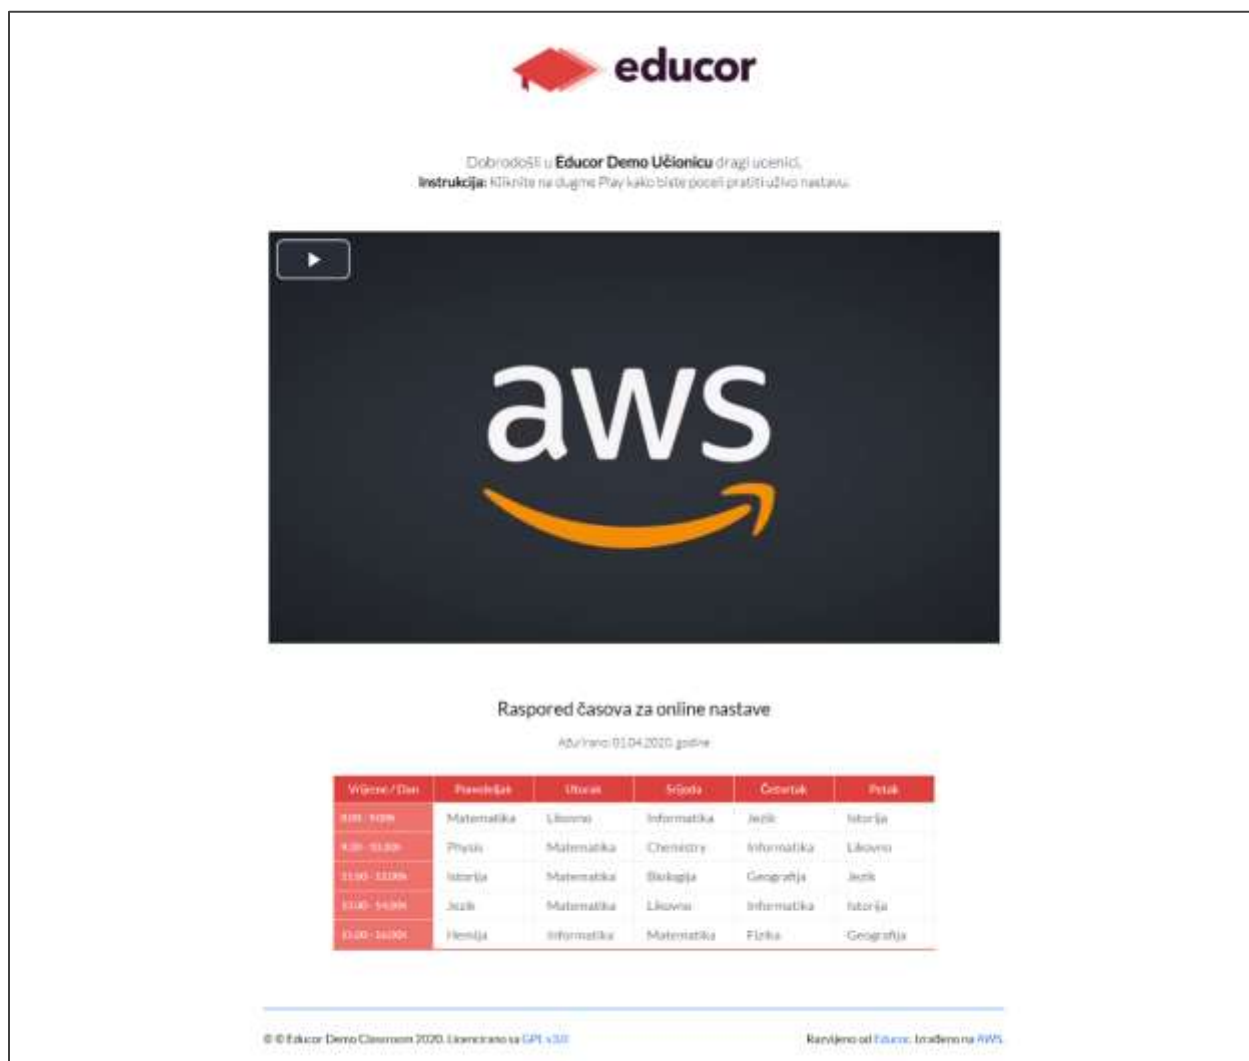 educor
Dobrodošli u Educor Demo Učionicu dragi ucenici.
Instrukcija: Kliknite na dugme Play kako biste poceli pratiti uživo nastavu.
aws
Raspored časova za online nastave
Ažurirano: 01.04.2020. godine
Vrijeme / Dan Ponedeljak Utorak Srijeda Četvrtak Petak
Matematika Likovno Informatika Jezik Istorija
Physis Matematika Chemistry Informatika Likovno
Istorija Matematika Biologija Geografija Jezik
Jezik Matematika Likovno Informatika Istorija
Hemija Informatika Matematika Fizika Geografija
© © Educor Demo Classroom 2020. Licencirano sa GPL v3.0
Razvijeno od Educor. Izrađeno na AWS.